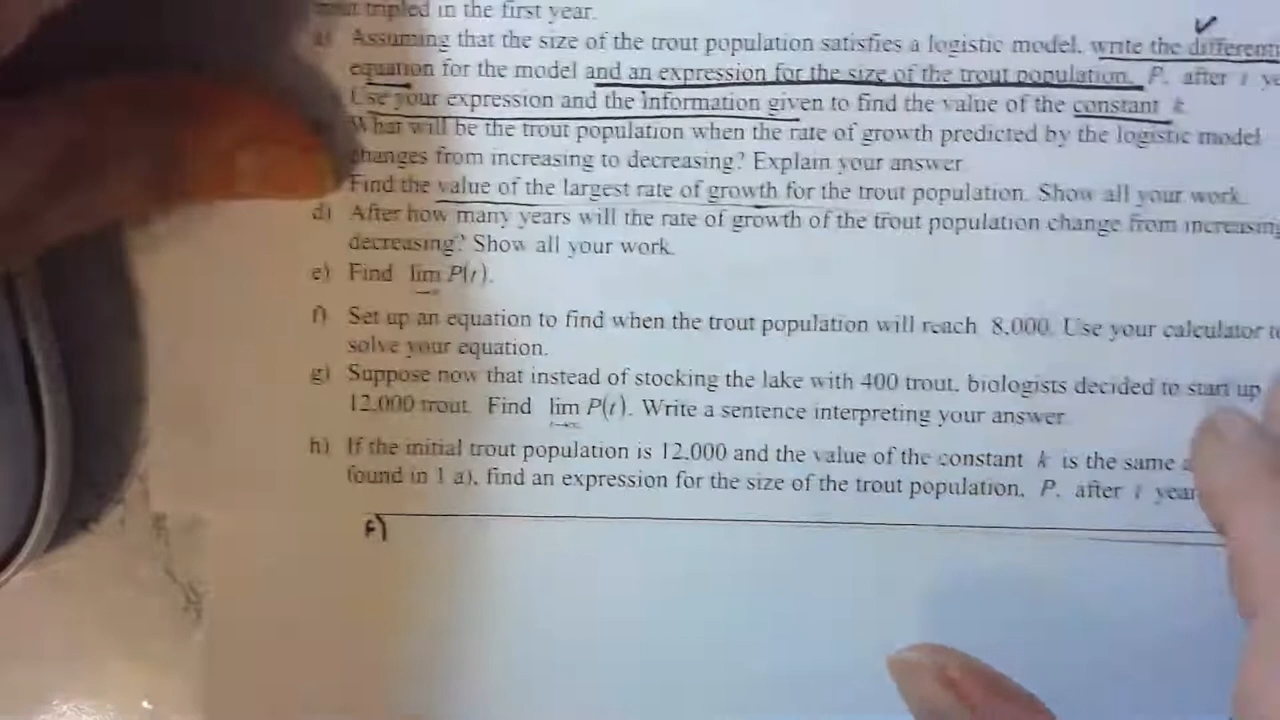 tripled in the first year.
a) Assuming that the size of the trout population satisfies a logistic model, write the
equation for the model and an expression for the size of the trout population, P, after t
Use your expression and the information given to find the value of the constant k.
What will be the trout population when the rate of growth predicted by the logistic model
changes from increasing to decreasing? Explain your answer.
Find the value of the largest rate of growth for the trout population. Show all your work.
d) After how many years will the rate of growth of the trout population change from
decreasing? Show all your work.
e) Find lim P(t).
f) Set up an equation to find when the trout population will reach 8,000. Use your calculator
solve your equation.
g) Suppose now that instead of stocking the lake with 400 trout, biologists decided to start up
12,000 trout. Find lim P(t). Write a sentence interpreting your answer.
t→∞
h) If the initial trout population is 12,000 and the value of the constant k is the same
found in 1 a), find an expression for the size of the trout population, P, after t
f)